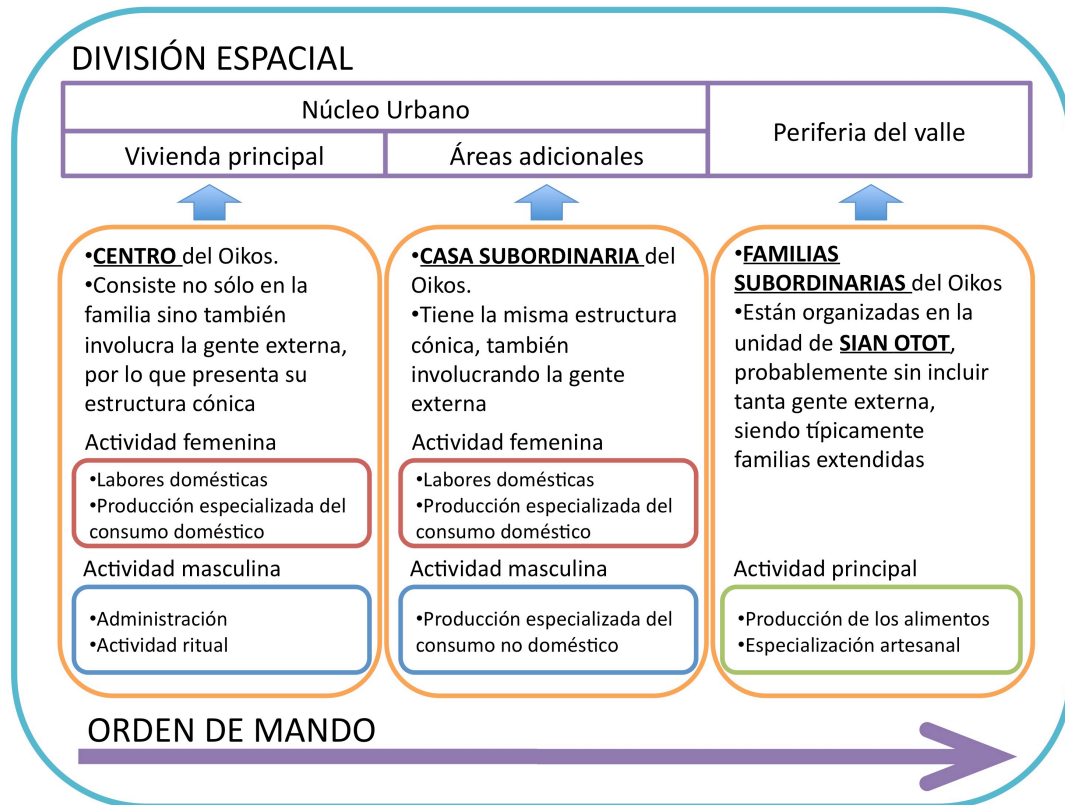 DIVISIÓN ESPACIAL
Núcleo Urbano
Vivienda principal
Áreas adicionales
Periferia del valle
•CENTRO del Oikos.
•Consiste no sólo en la
familia sino también
involucra la gente externa,
por lo que presenta su
estructura cónica
Actividad femenina
•Labores domésticas
•Producción especializada del
consumo doméstico
Actividad masculina
•Administración
•Actividad ritual
•CASA SUBORDINARIA del
Oikos.
•Tiene la misma estructura
cónica, también
involucrando la gente
externa
Actividad femenina
•Labores domésticas
•Producción especializada del
consumo doméstico
Actividad masculina
•Producción especializada del
consumo no doméstico
•FAMILIAS
SUBORDINARIAS del Oikos
•Están organizadas en la
unidad de SIAN OTOT,
probablemente sin incluir
tanta gente externa,
siendo típicamente
familias extendidas
Actividad principal
•Producción de los alimentos
•Especialización artesanal
ORDEN DE MANDO